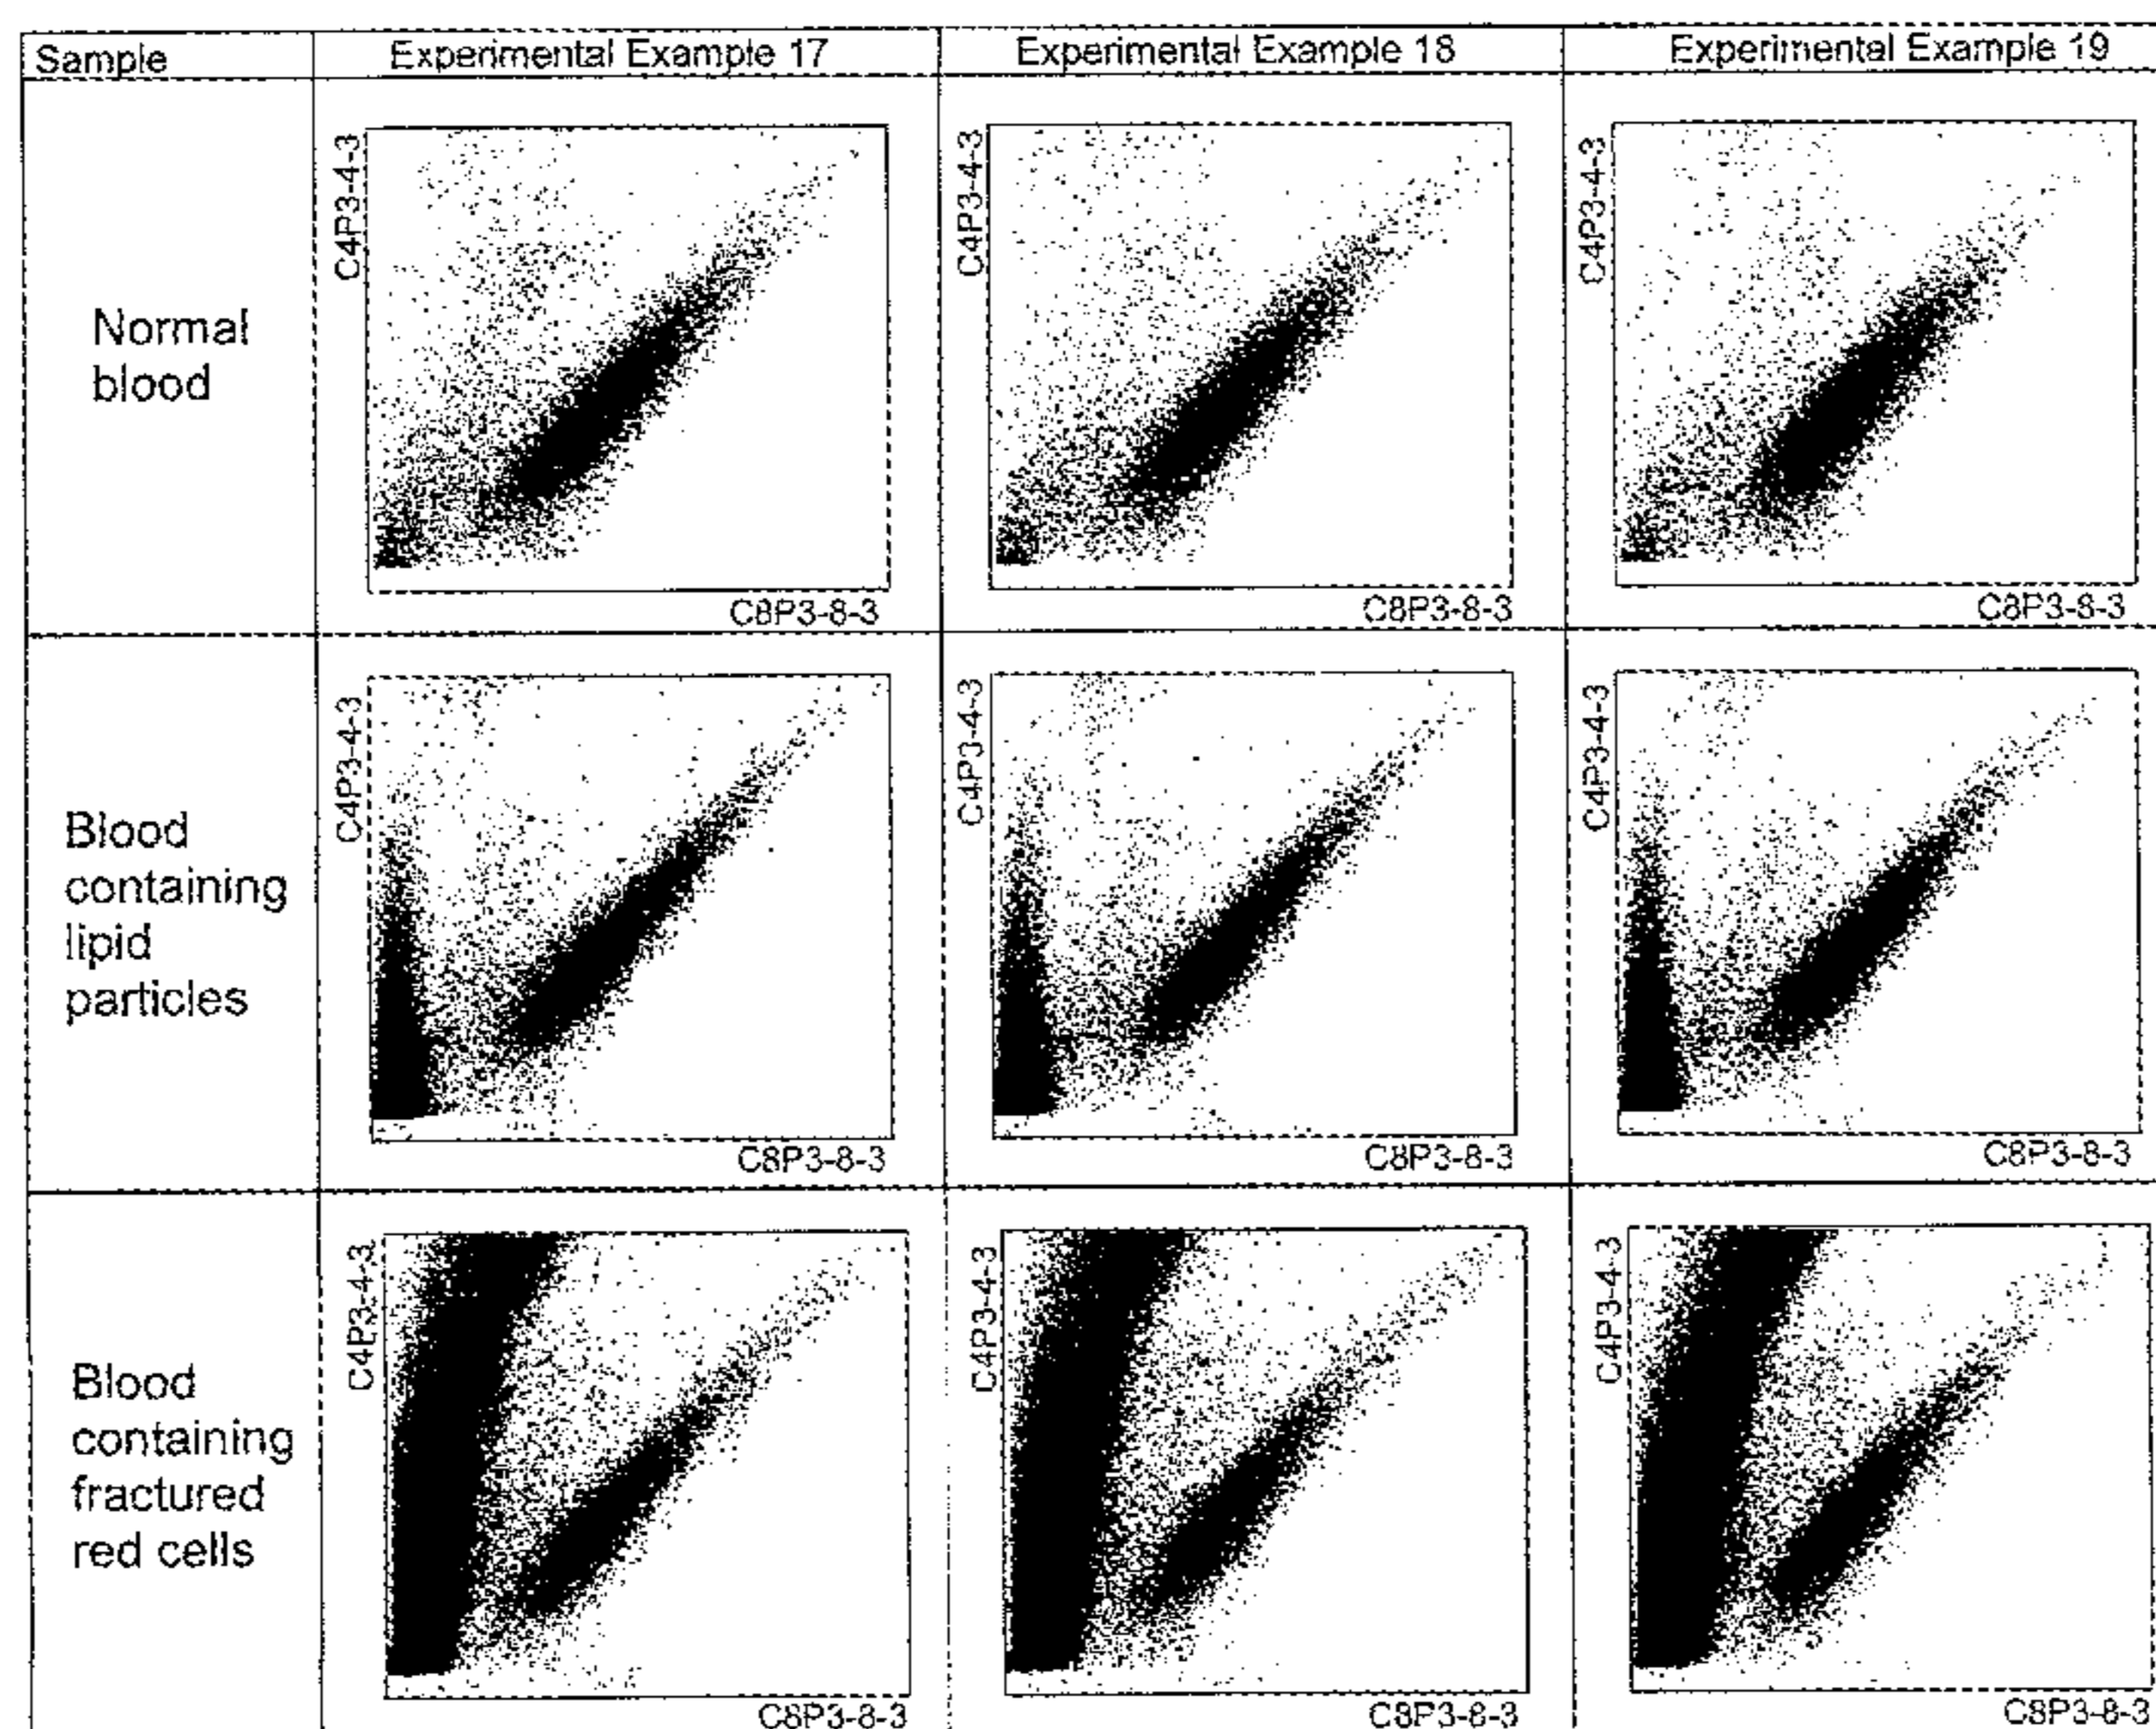 Sample
Experimental Example 17
Experimental Example 18
Experimental Example 19
Normal
blood
C4P3-4-3
C8P3-8-3
C4P3-4-3
C8P3-8-3
C4P3-4-3
C8P3-8-3
Blood
containing
lipid
particles
C4P3-4-3
C8P3-8-3
C4P3-4-3
C8P3-8-3
C4P3-4-3
C8P3-8-3
Blood
containing
fractured
red cells
C4P3-4-3
C8P3-8-3
C4P3-4-3
C8P3-8-3
C4P3-4-3
C8P3-8-3